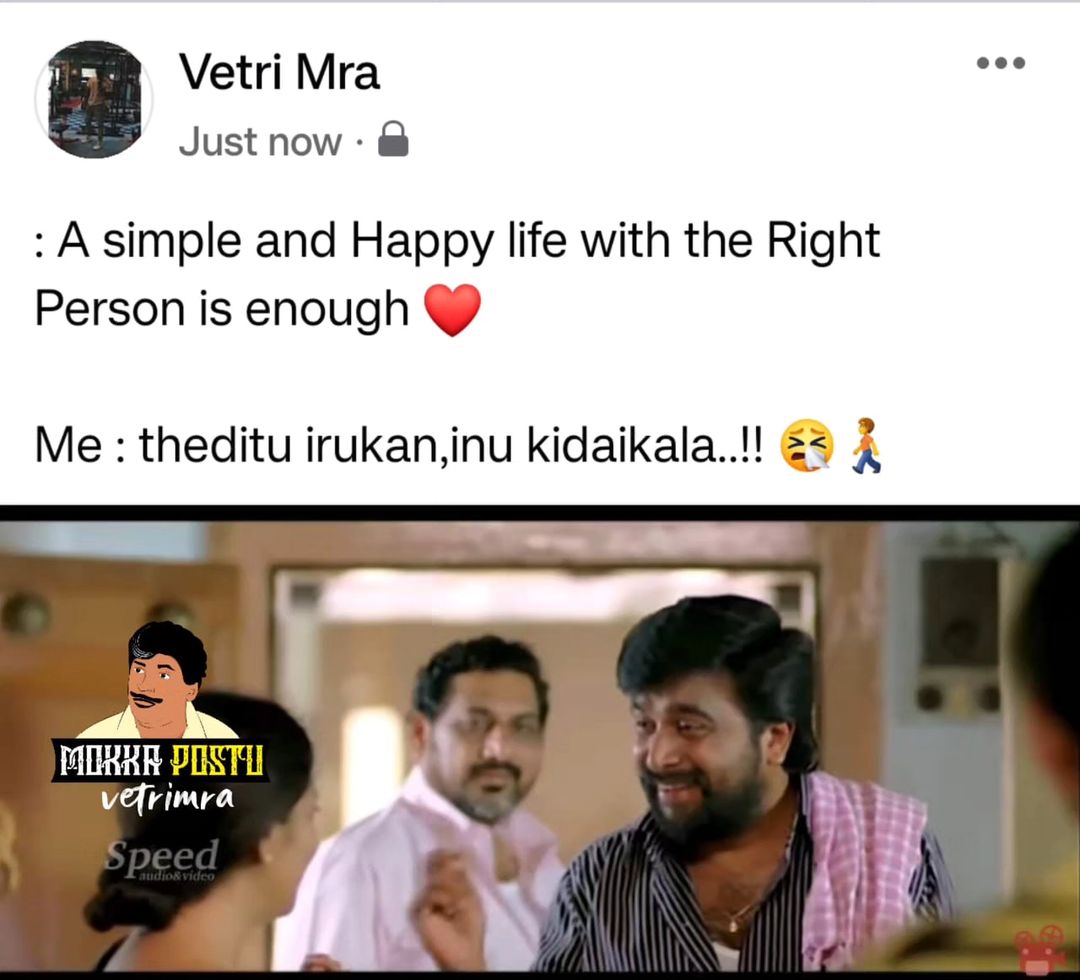 Vetri Mra
Just now ·
: A simple and Happy life with the Right
Person is enough ❤️
Me : theditu irukan,inu kidaikala..!! 🤧🚶
MOKKA POSTU
vetrimra
Speed
audio&video